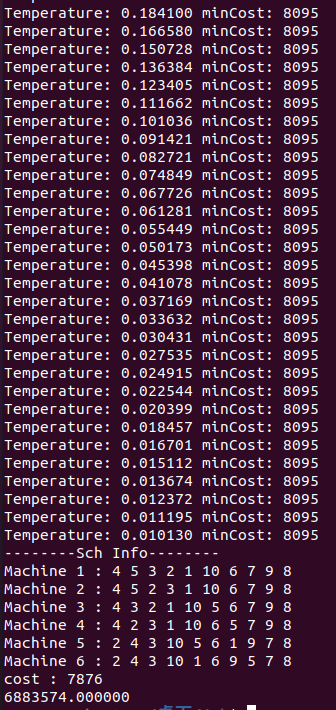 Temperature: 0.184100 minCost: 8095
Temperature: 0.166580 minCost: 8095
Temperature: 0.150728 minCost: 8095
Temperature: 0.136384 minCost: 8095
Temperature: 0.123405 minCost: 8095
Temperature: 0.111662 minCost: 8095
Temperature: 0.101036 minCost: 8095
Temperature: 0.091421 minCost: 8095
Temperature: 0.082721 minCost: 8095
Temperature: 0.074849 minCost: 8095
Temperature: 0.067726 minCost: 8095
Temperature: 0.061281 minCost: 8095
Temperature: 0.055449 minCost: 8095
Temperature: 0.050173 minCost: 8095
Temperature: 0.045398 minCost: 8095
Temperature: 0.041078 minCost: 8095
Temperature: 0.037169 minCost: 8095
Temperature: 0.033632 minCost: 8095
Temperature: 0.030431 minCost: 8095
Temperature: 0.027535 minCost: 8095
Temperature: 0.024915 minCost: 8095
Temperature: 0.022544 minCost: 8095
Temperature: 0.020399 minCost: 8095
Temperature: 0.018457 minCost: 8095
Temperature: 0.016701 minCost: 8095
Temperature: 0.015112 minCost: 8095
Temperature: 0.013674 minCost: 8095
Temperature: 0.012372 minCost: 8095
Temperature: 0.011195 minCost: 8095
Temperature: 0.010130 minCost: 8095
--------Sch Info--------
Machine 1 : 4 5 3 2 1 10 6 7 9 8
Machine 2 : 4 5 2 3 1 10 6 7 9 8
Machine 3 : 4 3 2 1 10 5 6 7 9 8
Machine 4 : 4 2 3 1 10 6 5 7 9 8
Machine 5 : 2 4 3 10 5 6 1 9 7 8
Machine 6 : 2 4 3 10 1 6 9 5 7 8
cost : 7876
6883574.000000